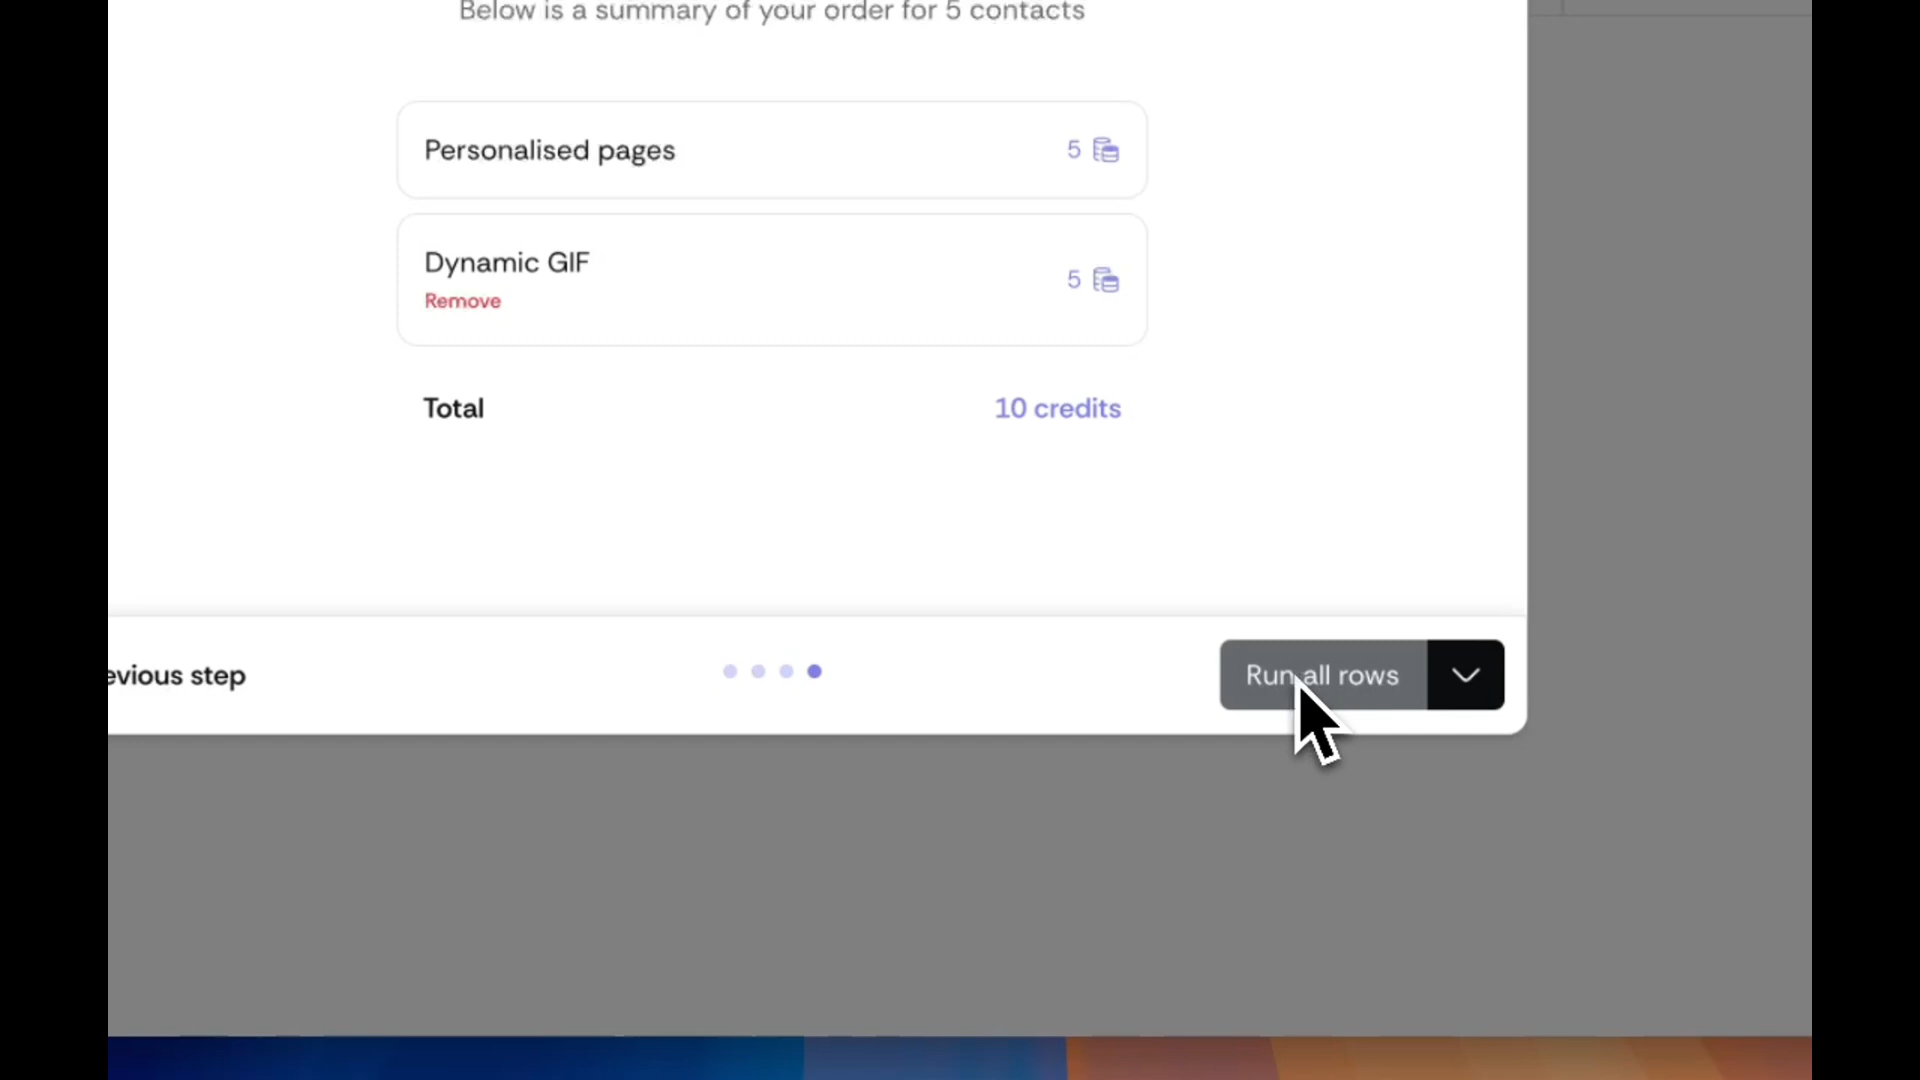 Below is a summary of your order for 5 contacts
Personalised pages 5
Dynamic GIF 5
Remove
Total 10 credits
evious step
Run all rows